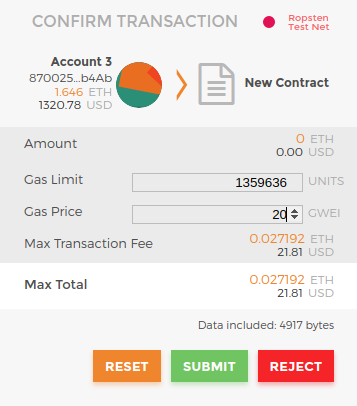 CONFIRM TRANSACTION
Ropsten
Test Net
Account 3
870025...b4Ab
1.646 ETH
1320.78 USD
New Contract
Amount
0 ETH
0.00 USD
Gas Limit
1359636 UNITS
Gas Price
20 GWEI
Max Transaction Fee
0.027192 ETH
21.81 USD
Max Total
0.027192 ETH
21.81 USD
Data included: 4917 bytes
RESET
SUBMIT
REJECT